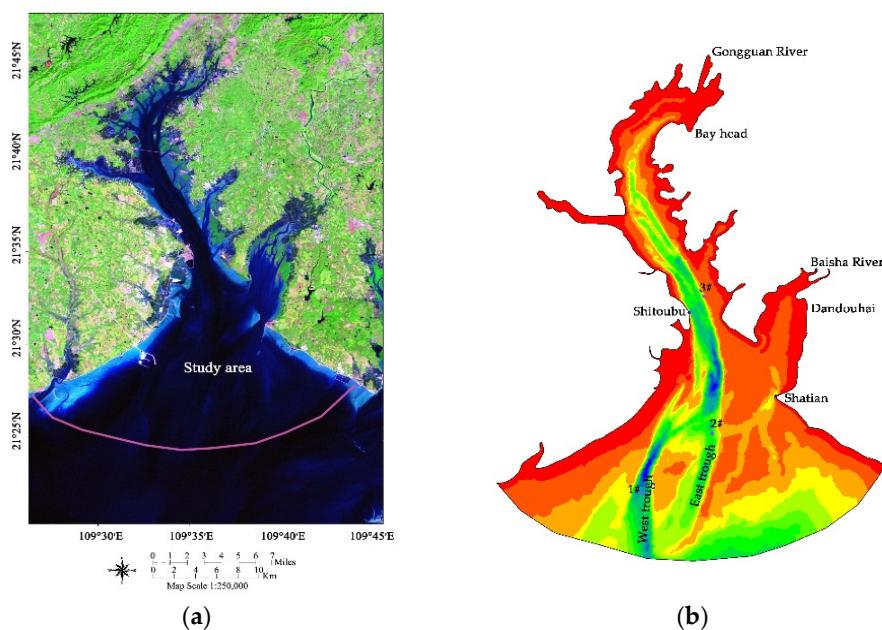 21°45'N
21°40'N
21°35'N
21°30'N
21°25'N
Study area
109°30'E
109°35'E
109°40'E
109°45'E
0 1 2 3 4 5 6 7
Miles
0 2 4 6 8 10
Km
Map Scale 1:250,000
(a)
Gongguan River
Bay head
Baisha River
3#
Dandouhai
Shitoubu
Shatian
2#
1#
West trough
East trough
(b)